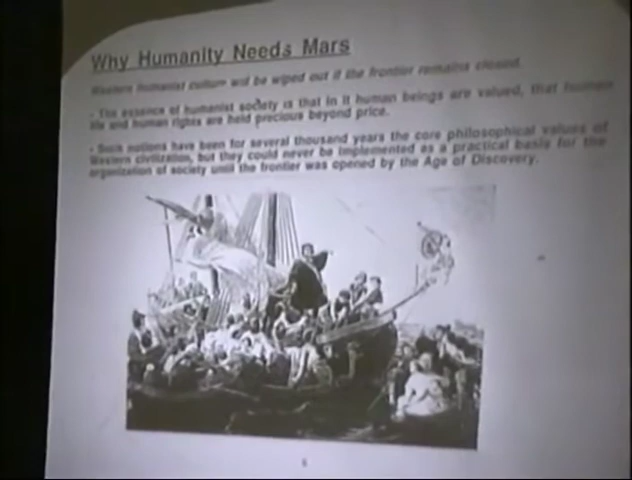 Why Humanity Needs Mars
Western humanist culture will be wiped out if the frontier remains closed.
- The essence of humanist society is that in it human beings are valued, that human
life and human rights are held precious beyond price.
- Such notions have been for several thousand years the core philosophical values of
Western civilization, but they could never be implemented as a practical basis for the
organization of society until the frontier was opened by the Age of Discovery.